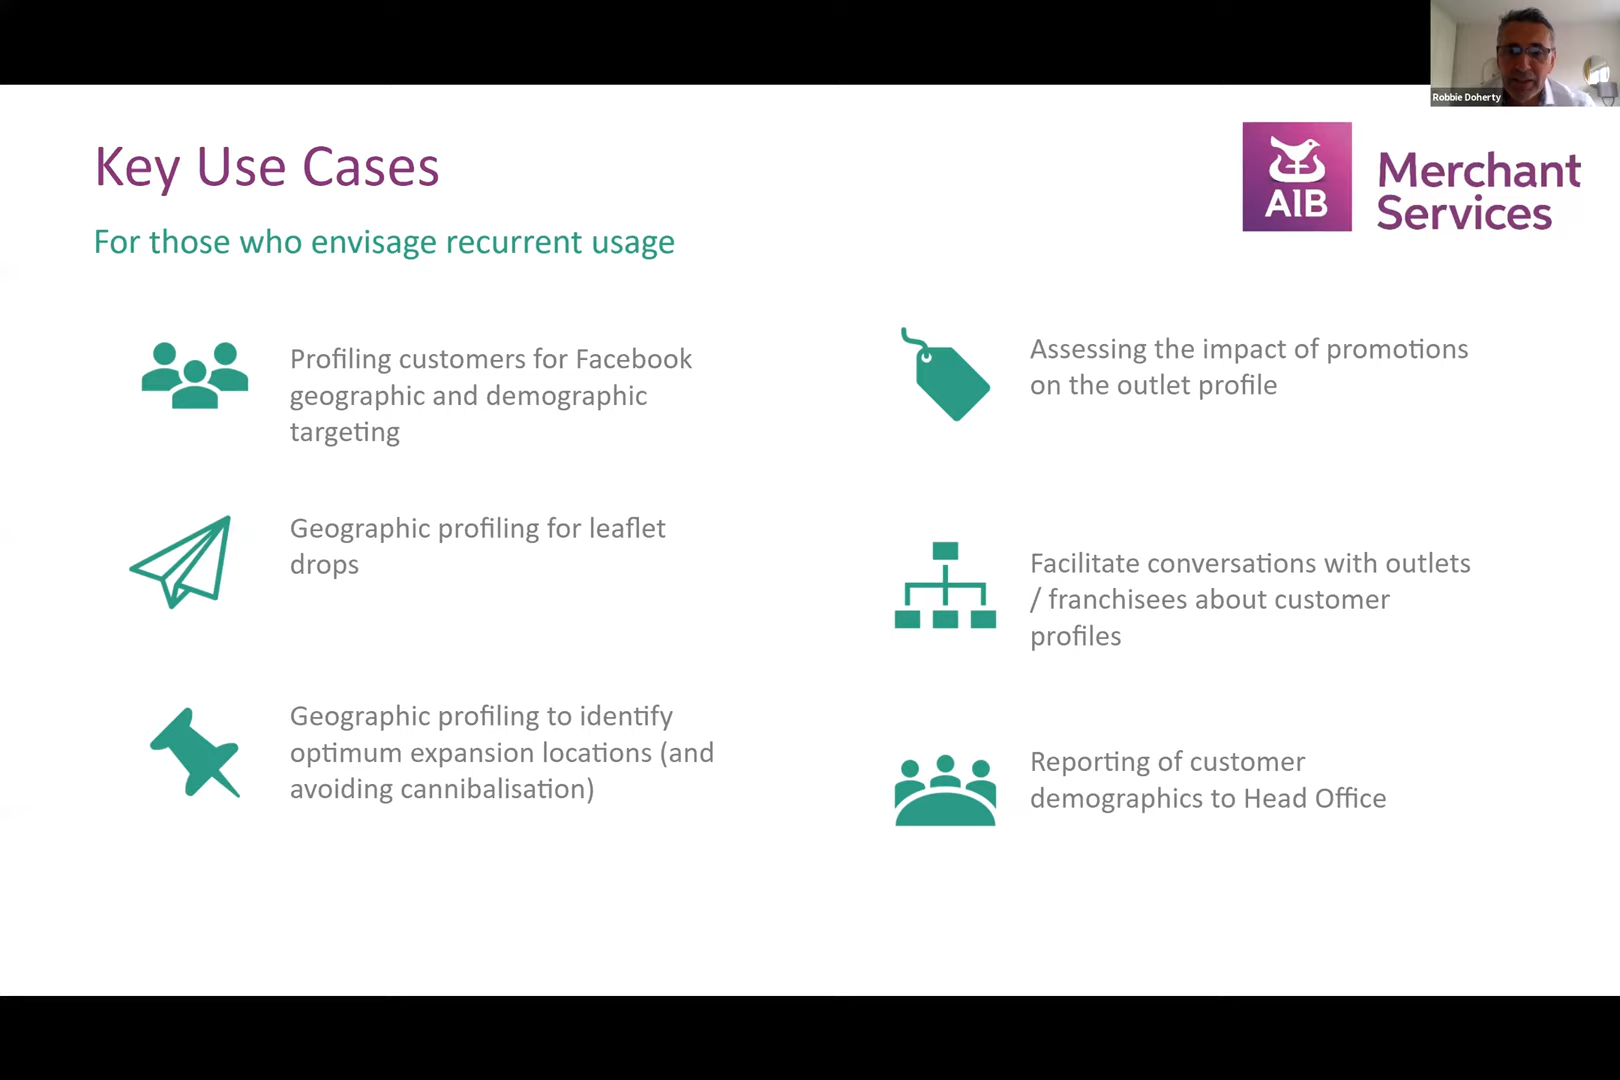 Robbie Doherty
Key Use Cases
AIB
Merchant
Services
For those who envisage recurrent usage
Profiling customers for Facebook
geographic and demographic
targeting
Geographic profiling for leaflet
drops
Geographic profiling to identify
optimum expansion locations (and
avoiding cannibalisation)
Assessing the impact of promotions
on the outlet profile
Facilitate conversations with outlets
/ franchisees about customer
profiles
Reporting of customer
demographics to Head Office